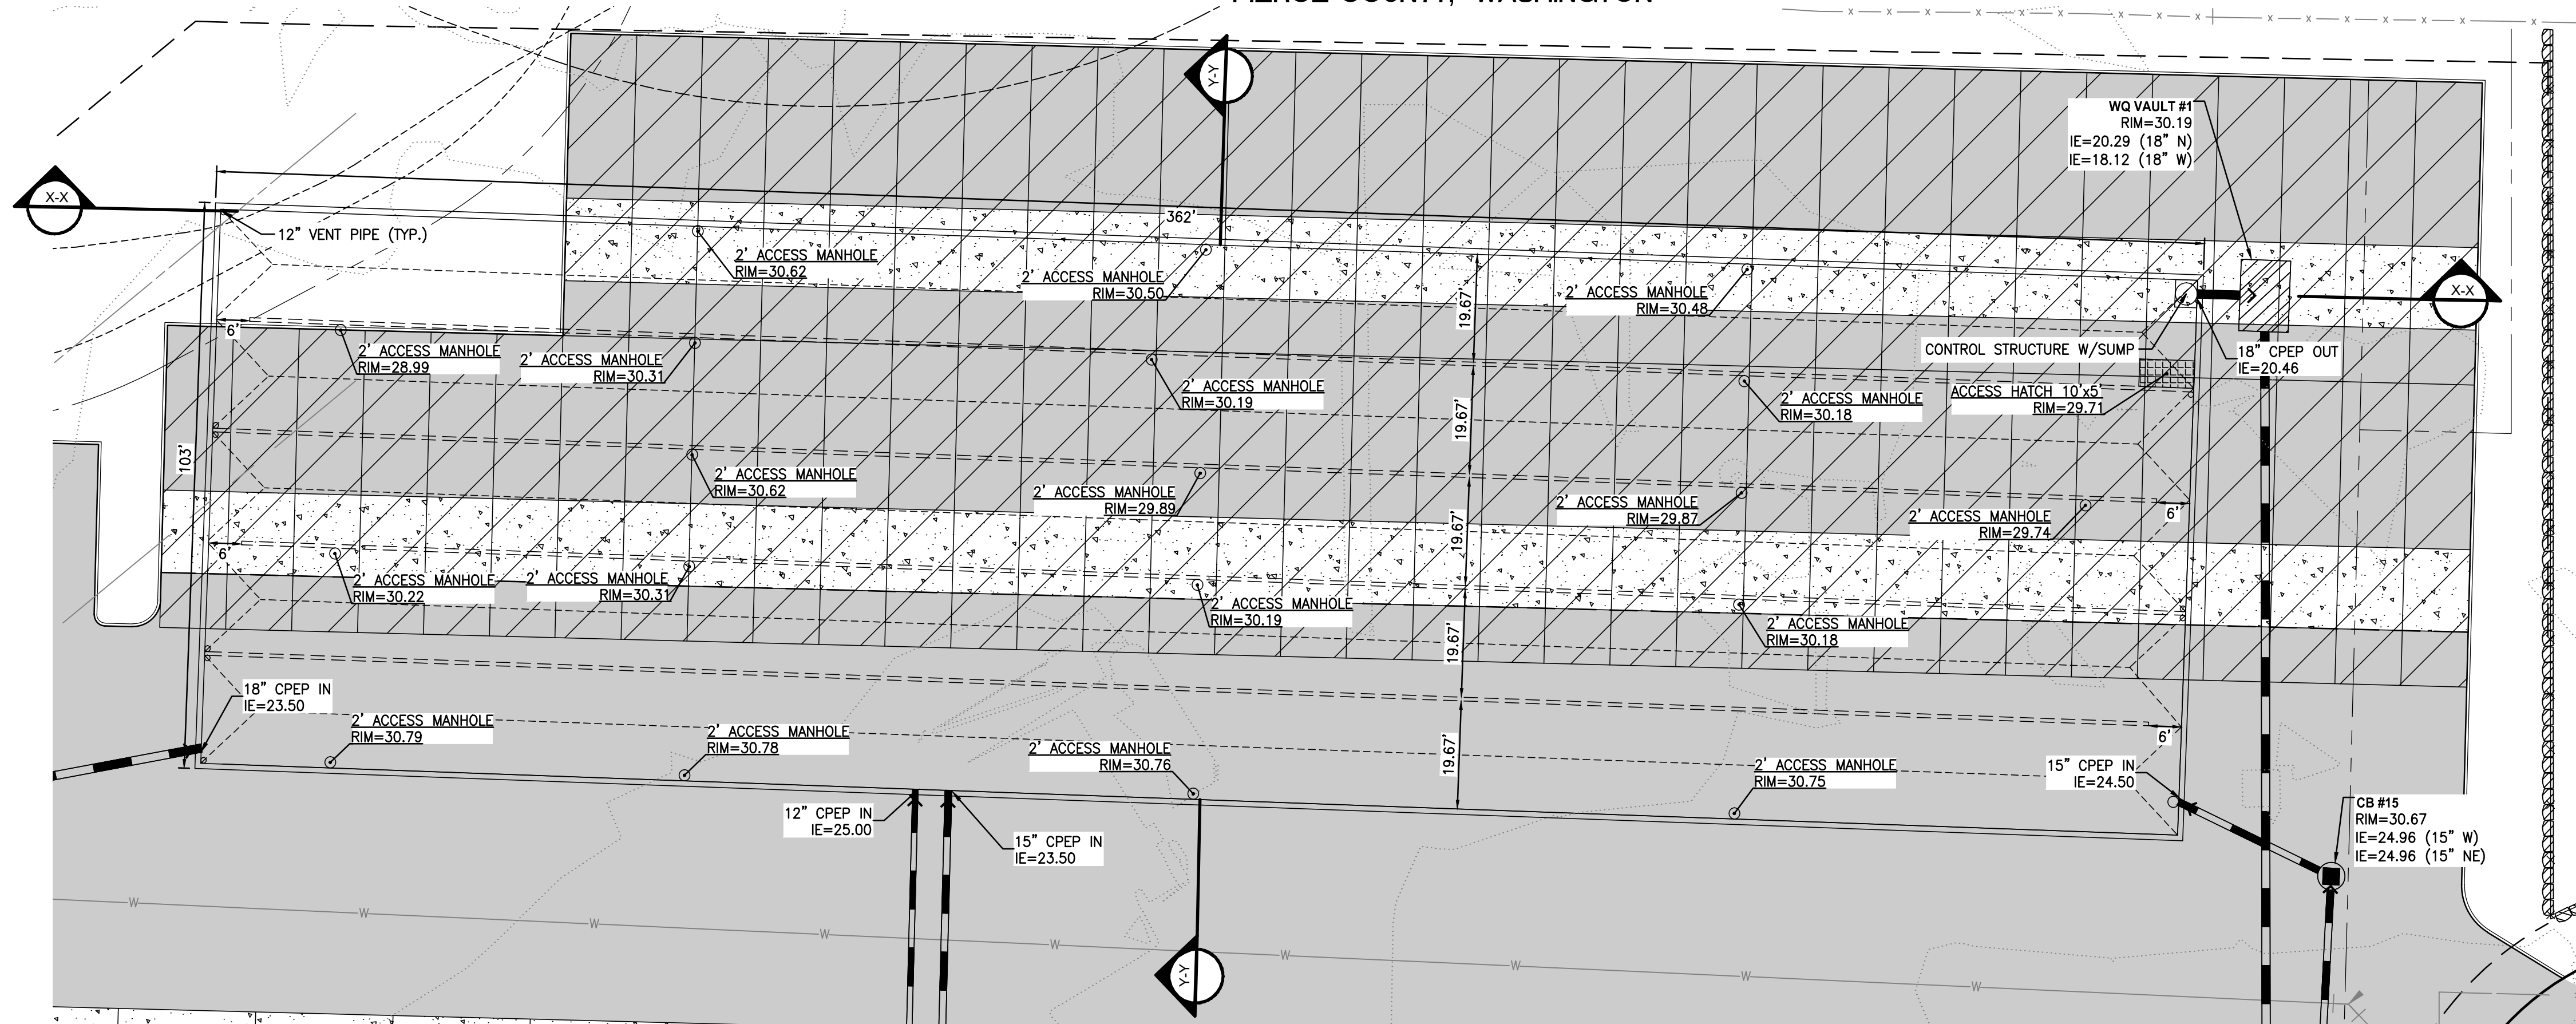 Y-Y
WQ VAULT #1
RIM=30.19
IE=20.29 (18" N)
IE=18.12 (18" W)
X-X
12" VENT PIPE (TYP.)
362'
2' ACCESS MANHOLE
RIM=30.62
2' ACCESS MANHOLE
RIM=30.50
2' ACCESS MANHOLE
RIM=30.48
19.67'
X-X
6'
2' ACCESS MANHOLE
RIM=28.99
2' ACCESS MANHOLE
RIM=30.31
2' ACCESS MANHOLE
RIM=30.19
2' ACCESS MANHOLE
RIM=30.18
CONTROL STRUCTURE W/SUMP
18" CPEP OUT
IE=20.46
ACCESS HATCH 10'x5'
RIM=29.71
19.67'
103'
2' ACCESS MANHOLE
RIM=30.62
2' ACCESS MANHOLE
RIM=29.89
2' ACCESS MANHOLE
RIM=29.87
2' ACCESS MANHOLE
RIM=29.74
6'
19.67'
6'
2' ACCESS MANHOLE
RIM=30.22
2' ACCESS MANHOLE
RIM=30.31
2' ACCESS MANHOLE
RIM=30.19
2' ACCESS MANHOLE
RIM=30.18
19.67'
18" CPEP IN
IE=23.50
2' ACCESS MANHOLE
RIM=30.79
2' ACCESS MANHOLE
RIM=30.78
2' ACCESS MANHOLE
RIM=30.76
19.67'
2' ACCESS MANHOLE
RIM=30.75
6'
15" CPEP IN
IE=24.50
12" CPEP IN
IE=25.00
15" CPEP IN
IE=23.50
CB #15
RIM=30.67
IE=24.96 (15" W)
IE=24.96 (15" NE)
W W W W W W W W W
Y-Y